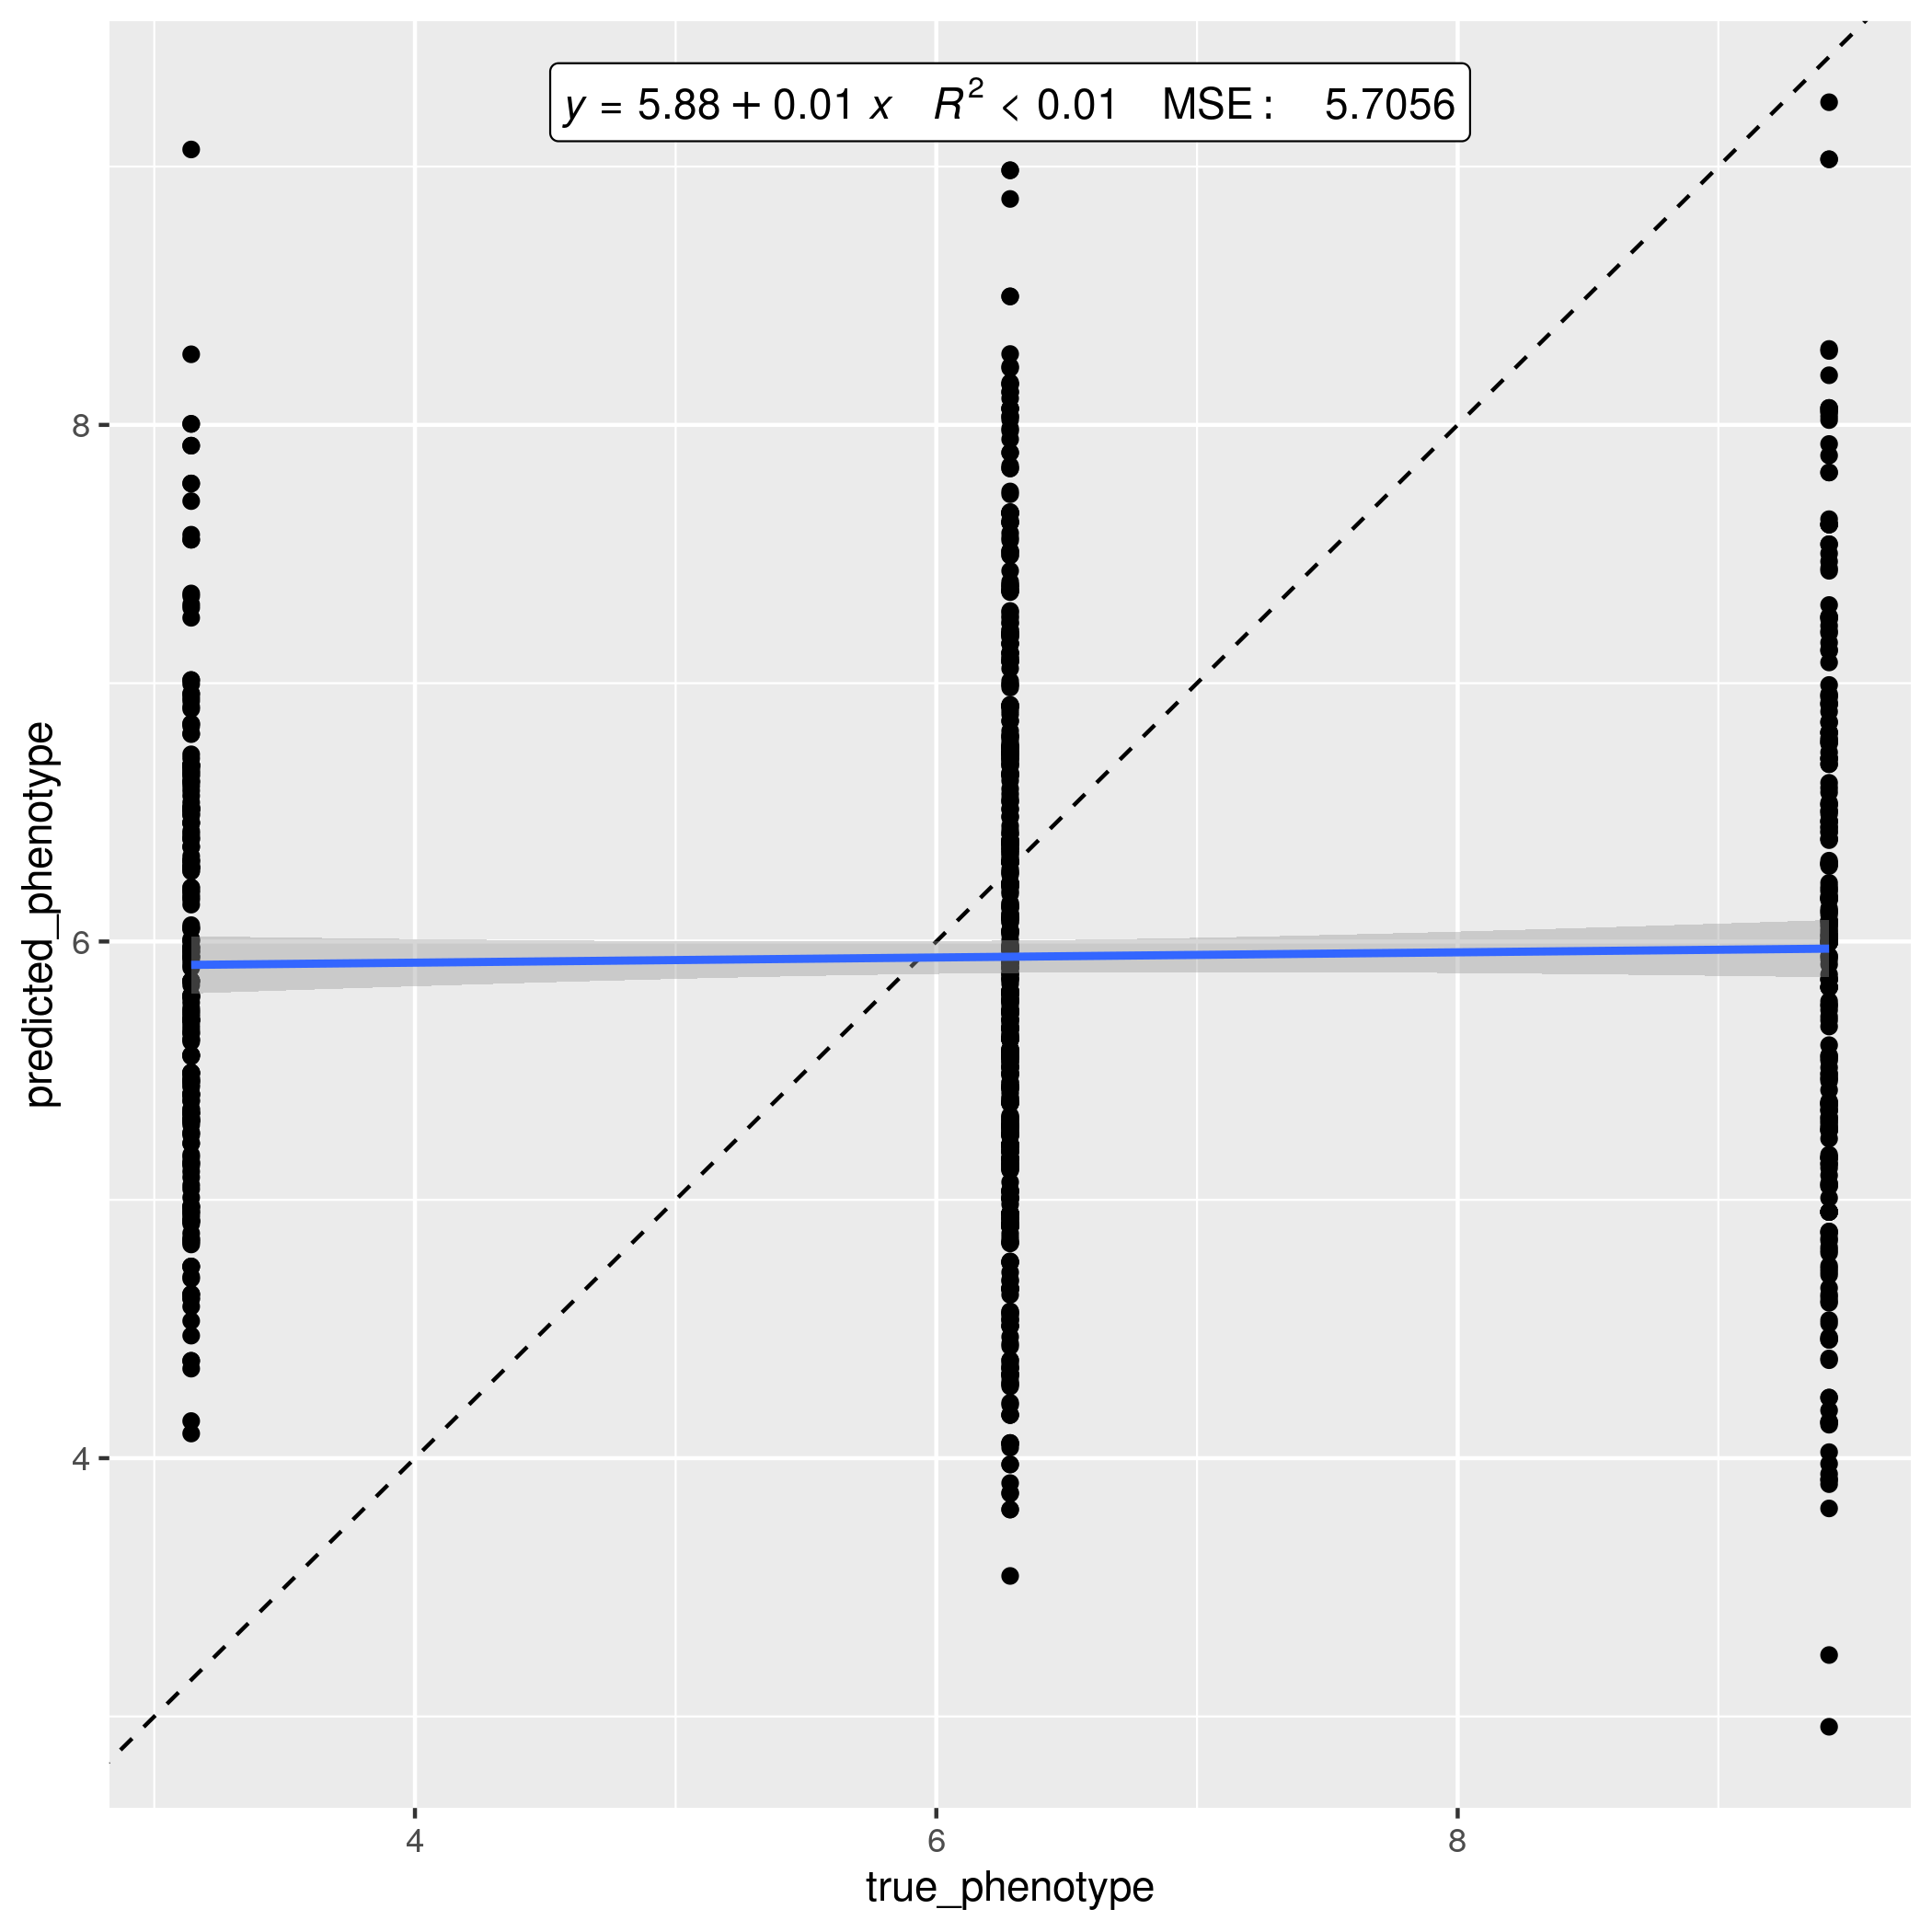 y = 5.88 + 0.01 x R² < 0.01 MSE : 5.7056
8
6
4
predicted_phenotype
4 6 8
true_phenotype